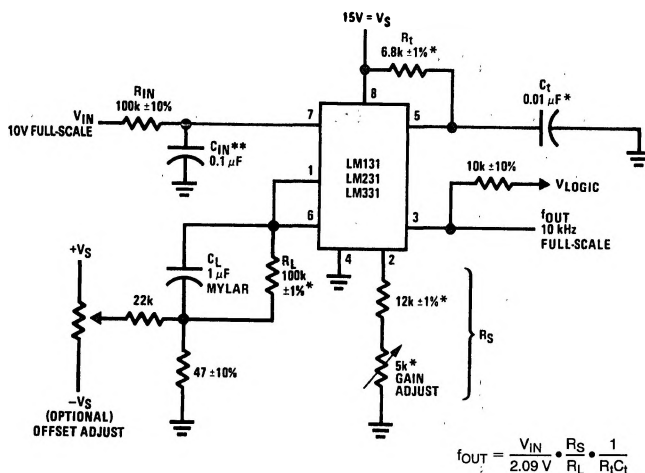 15V = VS
Rt
6.8k ±1%*
8
RIN
100k ±10%
VIN
10V FULL-SCALE
7
5
Ct
0.01 μF*
CIN**
0.1 μF
LM131
LM231
LM331
1
10k ±10%
VLOGIC
6
3
fOUT
10 kHz
FULL-SCALE
4
2
+VS
CL
1 μF
MYLAR
RL
100k
±1%*
12k ±1%*
22k
RS
47 ±10%
5k*
GAIN
ADJUST
−VS
(OPTIONAL)
OFFSET ADJUST
fOUT = VIN/2.09 V • RS/RL • 1/RtCt